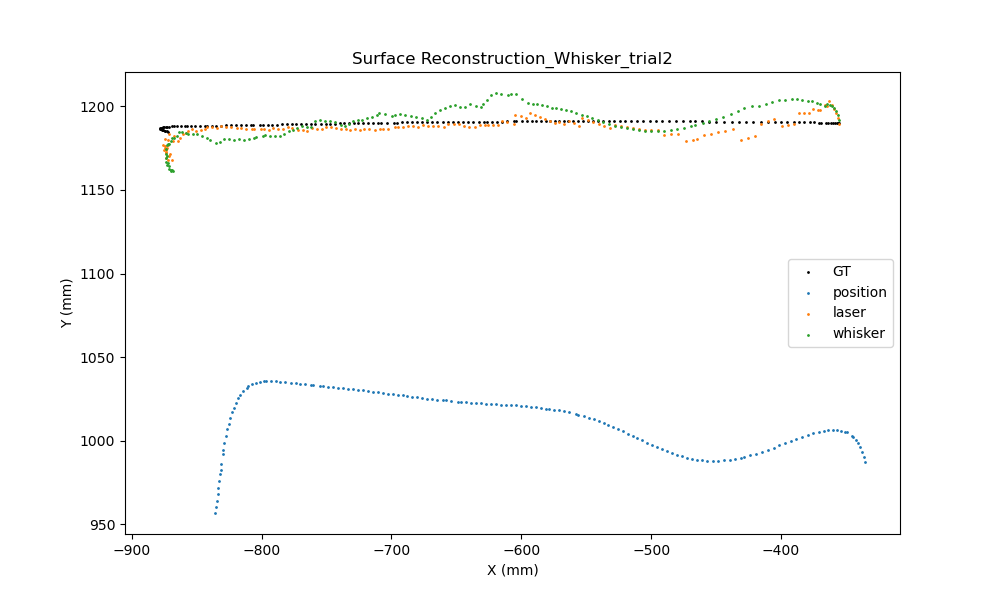 Surface Reconstruction_Whisker_trial2
Y (mm)
1200
1150
1100
1050
1000
950
GT
position
laser
whisker
−900
−800
−700
−600
−500
−400
X (mm)